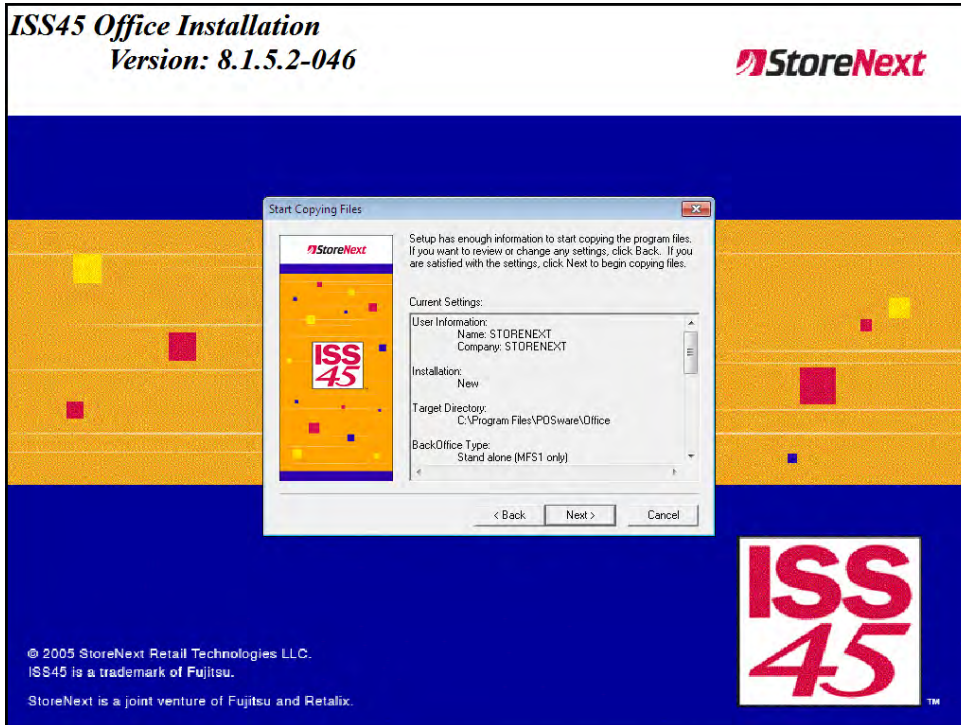 ISS45 Office Installation
Version: 8.1.5.2-046
StoreNext
Start Copying Files
StoreNext
ISS
45
Setup has enough information to start copying the program files.
If you want to review or change any settings, click Back. If you
are satisfied with the settings, click Next to begin copying files.
Current Settings:
User Information:
Name: STORENEXT
Company: STORENEXT
Installation:
New
Target Directory:
C:\Program Files\POSware\Office
BackOffice Type:
Stand alone (MFS1 only)
< Back
Next >
Cancel
ISS
45
TM
© 2005 StoreNext Retail Technologies LLC.
ISS45 is a trademark of Fujitsu.
StoreNext is a joint venture of Fujitsu and Retalix.